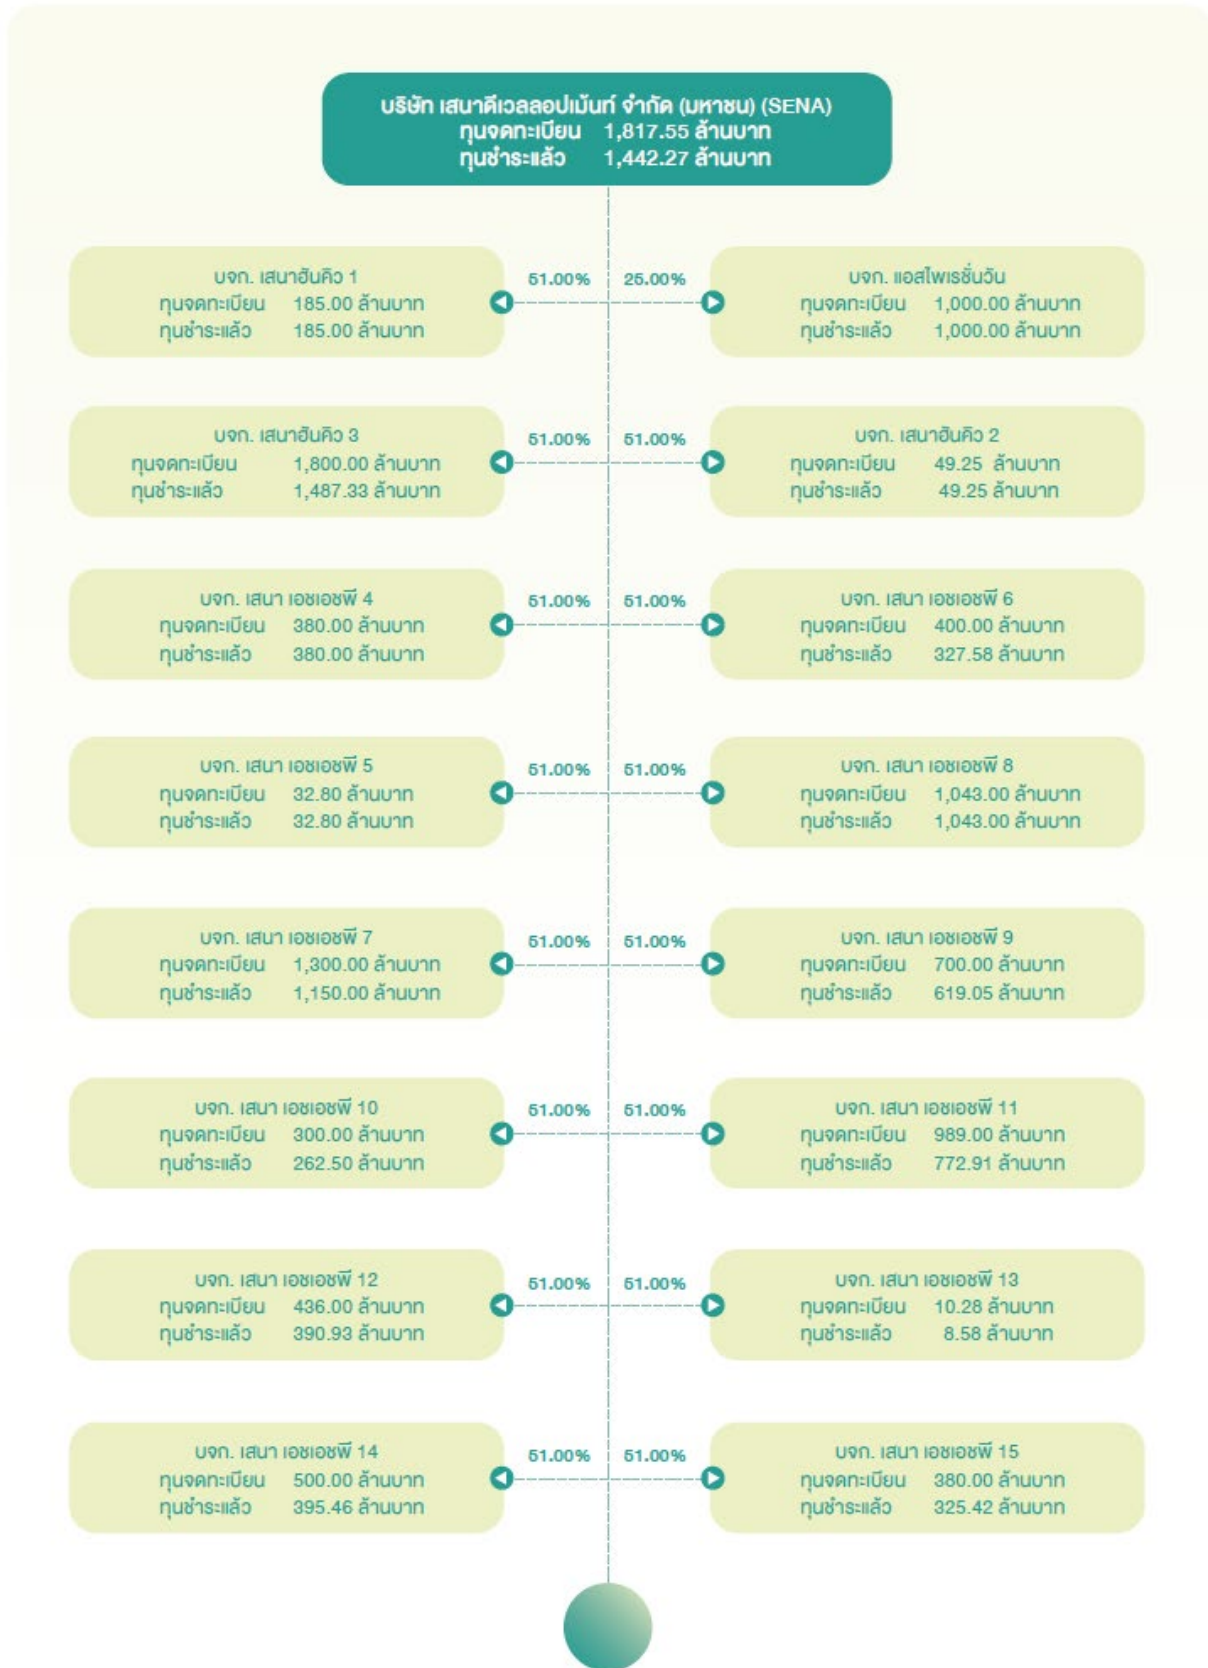 บริษัท เสนาดีเวลลอปเม้นท์ จำกัด (มหาชน) (SENA)
ทุนจดทะเบียน 1,817.55 ล้านบาท
ทุนชำระแล้ว 1,442.27 ล้านบาท
บจก. เสนาฮันคิว 1
ทุนจดทะเบียน 185.00 ล้านบาท
ทุนชำระแล้ว 185.00 ล้านบาท
51.00% 25.00%
บจก. แอสไพเรชั่นวัน
ทุนจดทะเบียน 1,000.00 ล้านบาท
ทุนชำระแล้ว 1,000.00 ล้านบาท
บจก. เสนาฮันคิว 3
ทุนจดทะเบียน 1,800.00 ล้านบาท
ทุนชำระแล้ว 1,487.33 ล้านบาท
51.00% 51.00%
บจก. เสนาฮันคิว 2
ทุนจดทะเบียน 49.25 ล้านบาท
ทุนชำระแล้ว 49.25 ล้านบาท
บจก. เสนา เอชเอชพี 4
ทุนจดทะเบียน 380.00 ล้านบาท
ทุนชำระแล้ว 380.00 ล้านบาท
51.00% 51.00%
บจก. เสนา เอชเอชพี 6
ทุนจดทะเบียน 400.00 ล้านบาท
ทุนชำระแล้ว 327.58 ล้านบาท
บจก. เสนา เอชเอชพี 5
ทุนจดทะเบียน 32.80 ล้านบาท
ทุนชำระแล้ว 32.80 ล้านบาท
51.00% 51.00%
บจก. เสนา เอชเอชพี 8
ทุนจดทะเบียน 1,043.00 ล้านบาท
ทุนชำระแล้ว 1,043.00 ล้านบาท
บจก. เสนา เอชเอชพี 7
ทุนจดทะเบียน 1,300.00 ล้านบาท
ทุนชำระแล้ว 1,150.00 ล้านบาท
51.00% 51.00%
บจก. เสนา เอชเอชพี 9
ทุนจดทะเบียน 700.00 ล้านบาท
ทุนชำระแล้ว 619.05 ล้านบาท
บจก. เสนา เอชเอชพี 10
ทุนจดทะเบียน 300.00 ล้านบาท
ทุนชำระแล้ว 262.50 ล้านบาท
51.00% 51.00%
บจก. เสนา เอชเอชพี 11
ทุนจดทะเบียน 989.00 ล้านบาท
ทุนชำระแล้ว 772.91 ล้านบาท
บจก. เสนา เอชเอชพี 12
ทุนจดทะเบียน 436.00 ล้านบาท
ทุนชำระแล้ว 390.93 ล้านบาท
51.00% 51.00%
บจก. เสนา เอชเอชพี 13
ทุนจดทะเบียน 10.28 ล้านบาท
ทุนชำระแล้ว 8.58 ล้านบาท
บจก. เสนา เอชเอชพี 14
ทุนจดทะเบียน 500.00 ล้านบาท
ทุนชำระแล้ว 395.46 ล้านบาท
51.00% 51.00%
บจก. เสนา เอชเอชพี 15
ทุนจดทะเบียน 380.00 ล้านบาท
ทุนชำระแล้ว 325.42 ล้านบาท